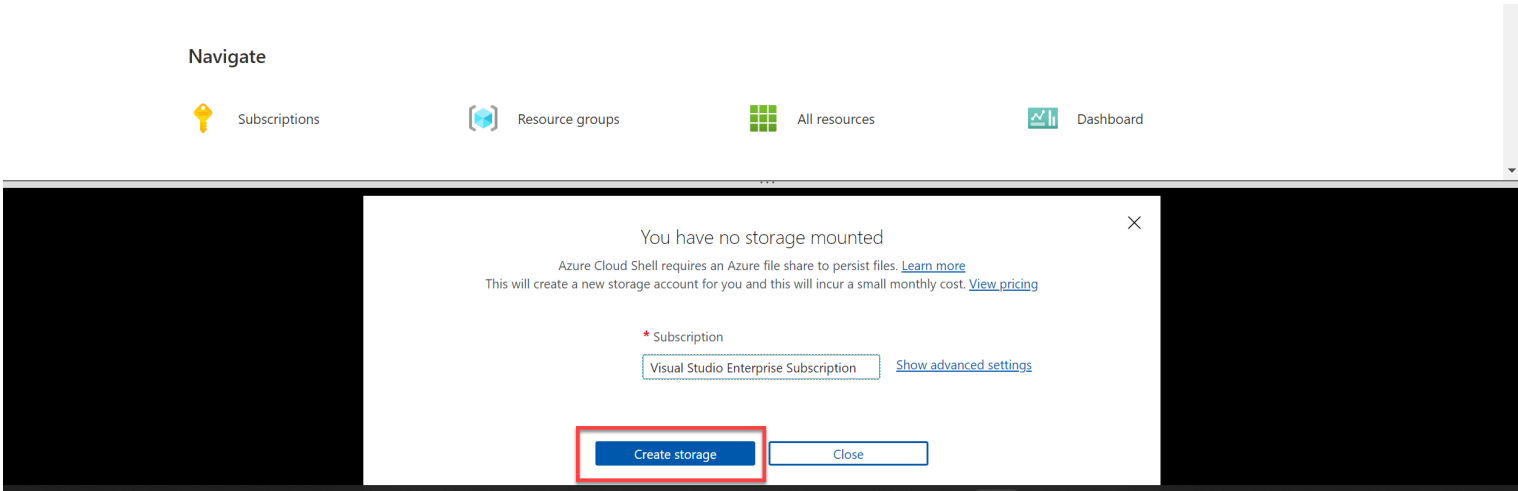 Navigate
Subscriptions
Resource groups
All resources
Dashboard
You have no storage mounted
Azure Cloud Shell requires an Azure file share to persist files. Learn more
This will create a new storage account for you and this will incur a small monthly cost. View pricing
* Subscription
Visual Studio Enterprise Subscription
Show advanced settings
Create storage
Close